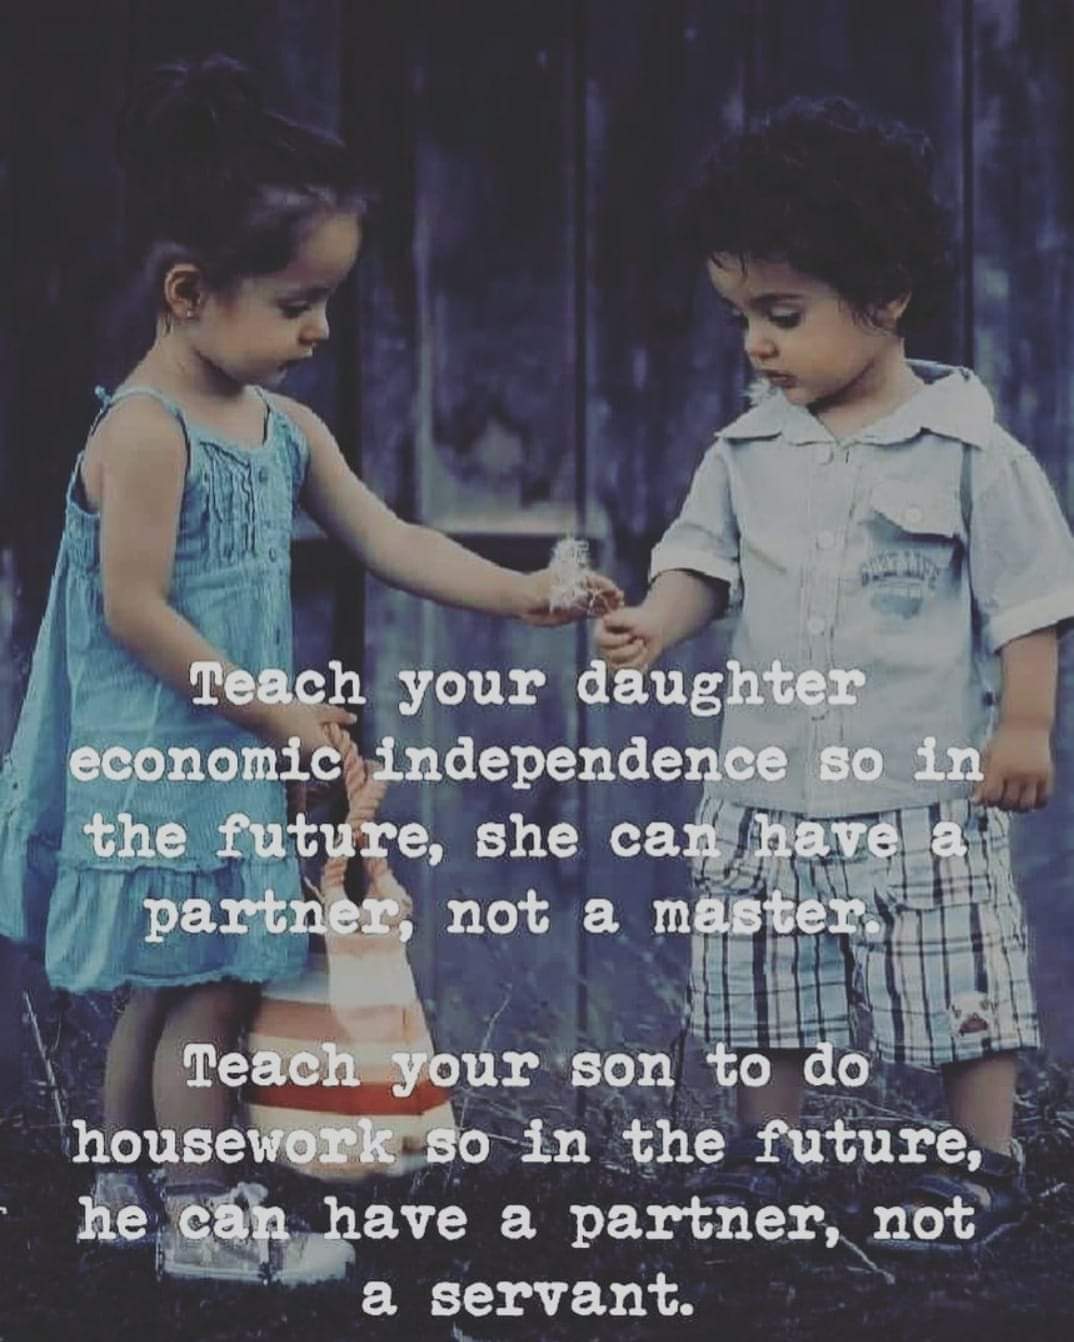 Teach your daughter
economic independence so in
the future, she can have a
partner, not a master.
Teach your son to do
housework so in the future,
he can have a partner, not
a servant.